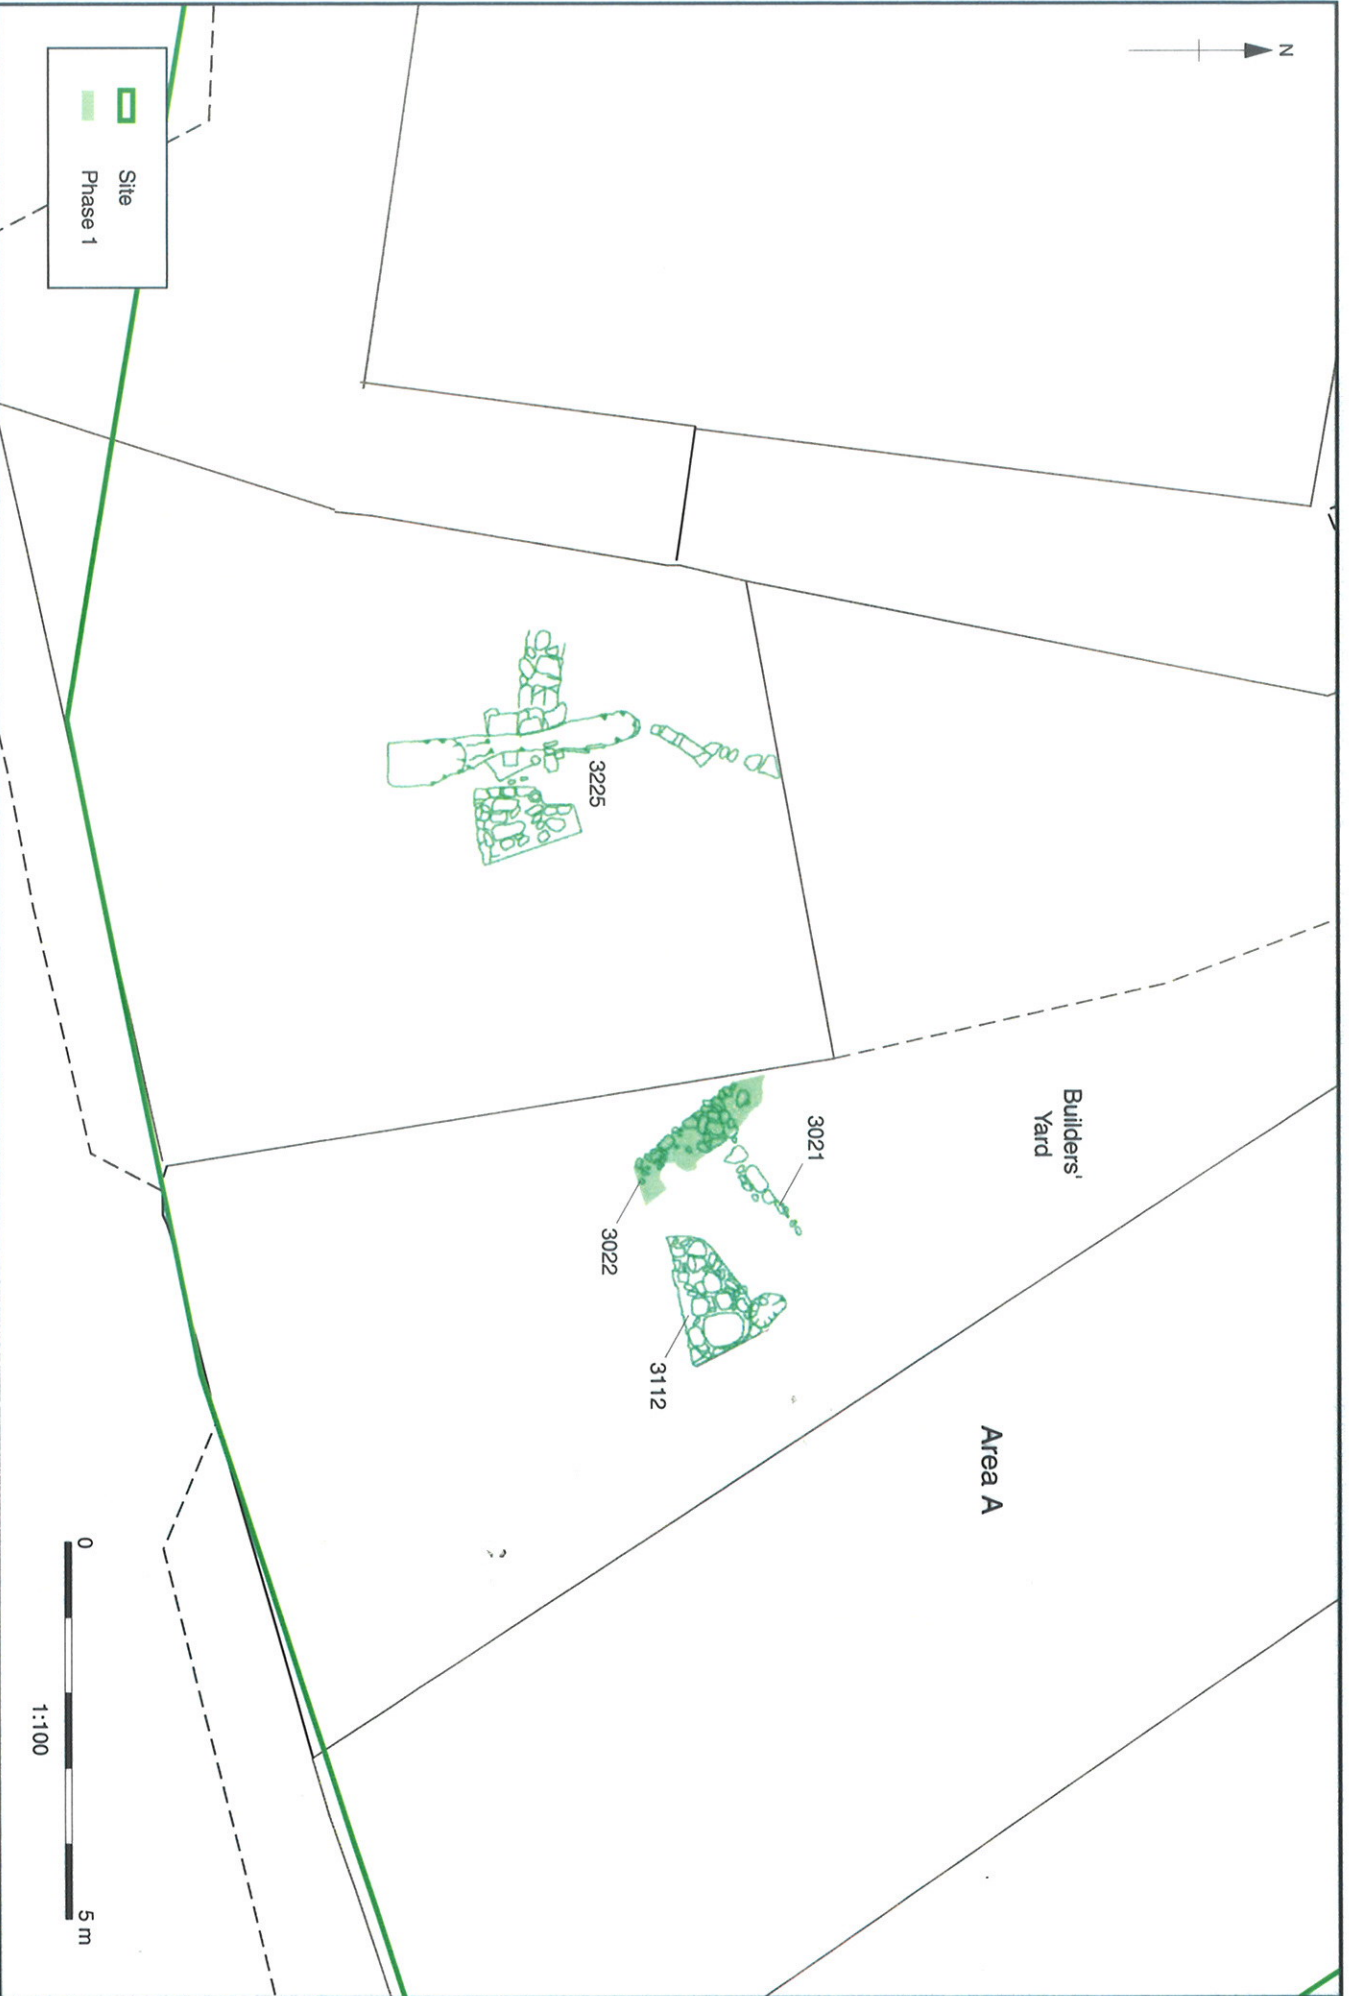 N
Builders'
Yard
Area A
3225
3021
3022
3112
Site
Phase 1
0
5 m
1:100